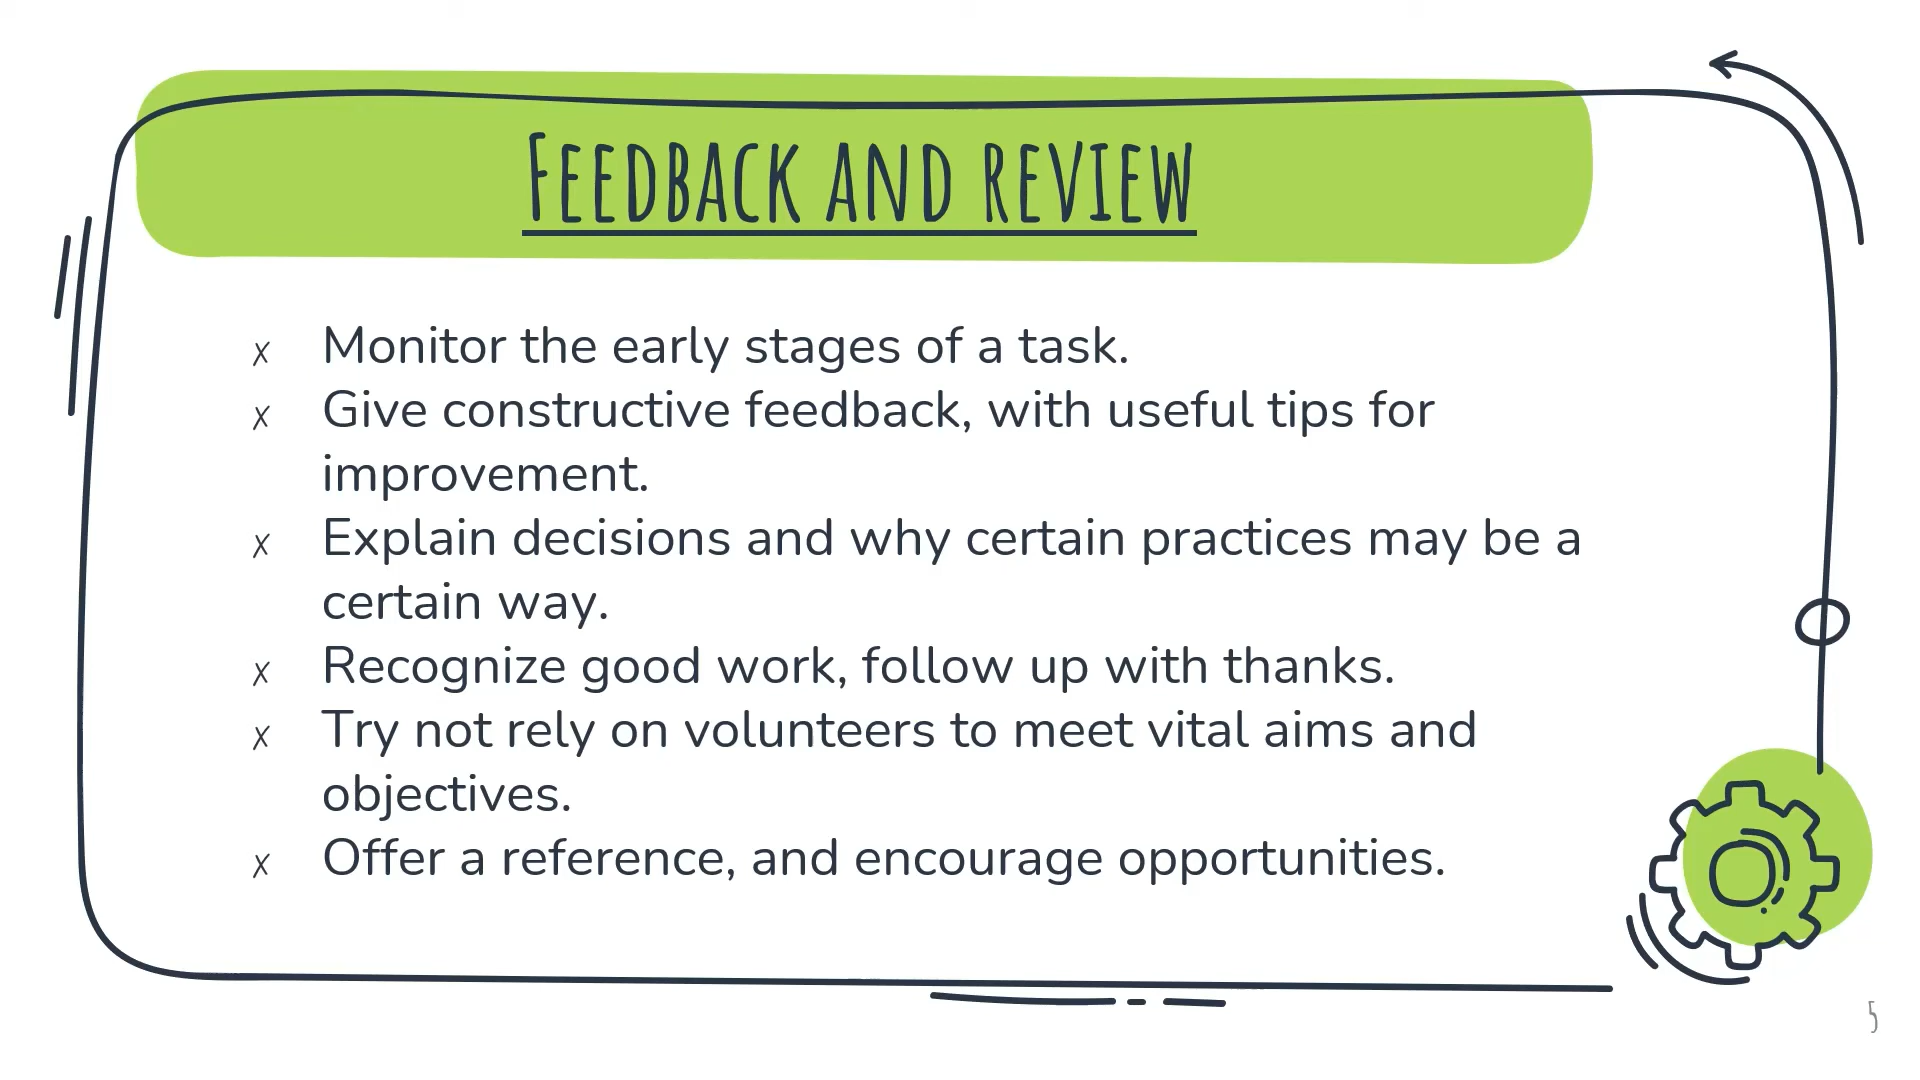 Feedback and review
x Monitor the early stages of a task.
x Give constructive feedback, with useful tips for
improvement.
x Explain decisions and why certain practices may be a
certain way.
x Recognize good work, follow up with thanks.
x Try not rely on volunteers to meet vital aims and
objectives.
x Offer a reference, and encourage opportunities.
5